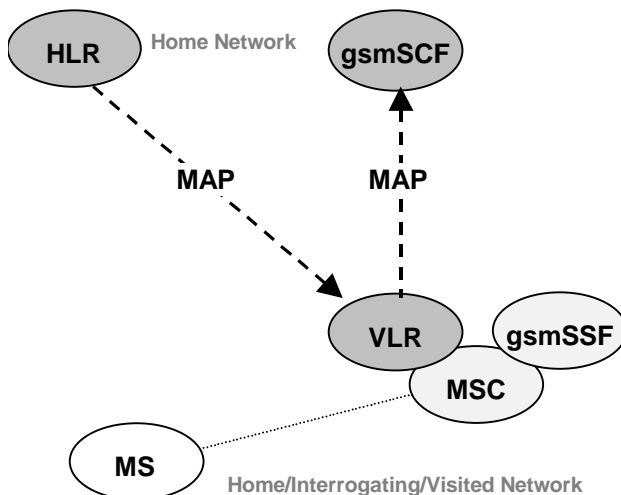 HLR
Home Network
gsmSCF
MAP
MAP
VLR
gsmSSF
MSC
MS
Home/Interrogating/Visited Network